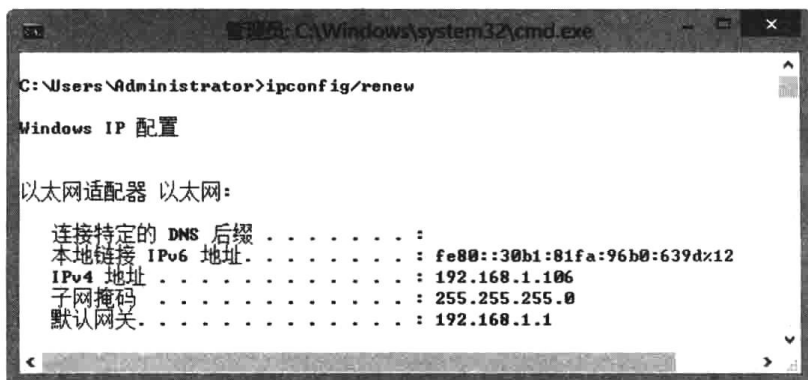 管理员: C:\Windows\system32\cmd.exe
C:\Users\Administrator>ipconfig/renew
Windows IP 配置
以太网适配器 以太网:
连接特定的 DNS 后缀 . . . . . . . :
本地链接 IPv6 地址. . . . . . . . : fe80::30b1:81fa:96b0:639d%12
IPv4 地址 . . . . . . . . . . . . : 192.168.1.106
子网掩码 . . . . . . . . . . . . : 255.255.255.0
默认网关. . . . . . . . . . . . . : 192.168.1.1